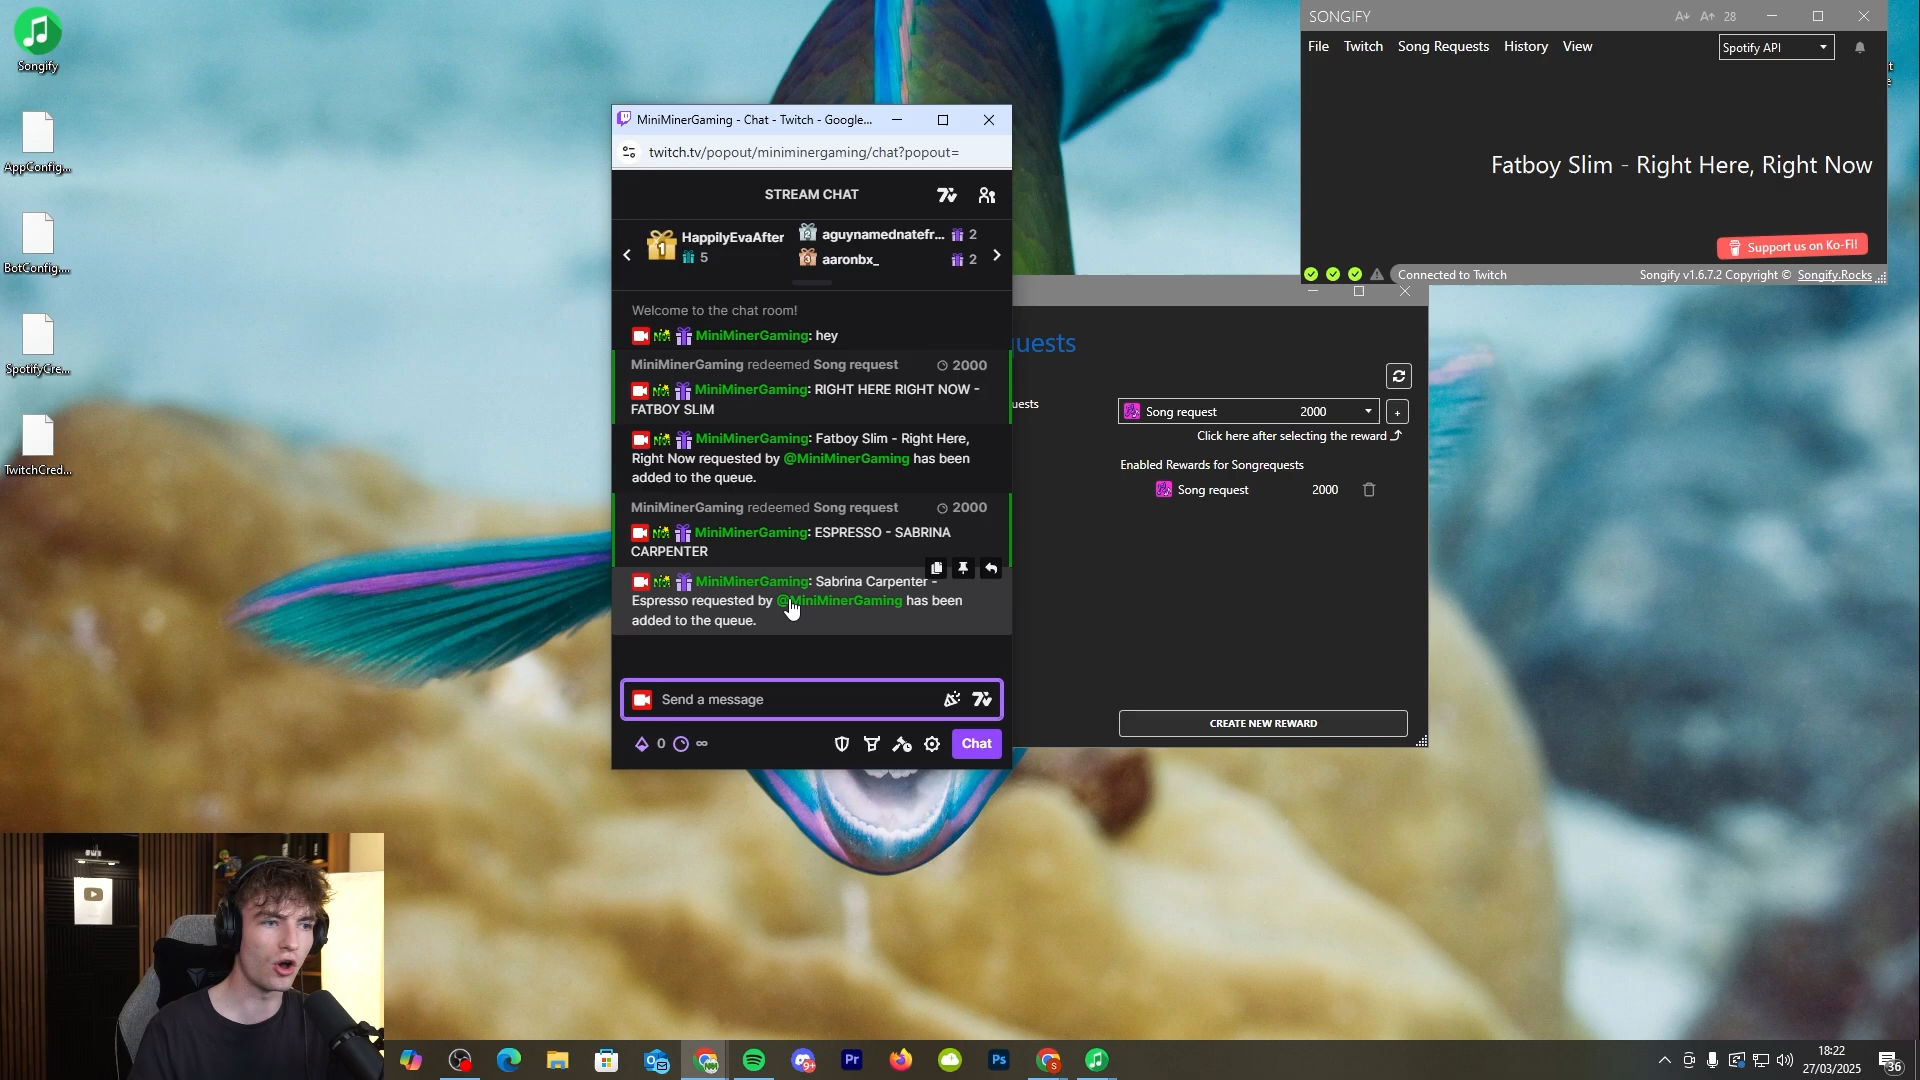 Songify
AppConfig....
BotConfig....
SpotifyCre...
TwitchCred...
MiniMinerGaming - Chat - Twitch - Google...
twitch.tv/popout/miniminergaming/chat?popout=
STREAM CHAT
1
HappilyEvaAfter
5
2
aguynamednatefr...
2
3
aaronbx_
2
Welcome to the chat room!
MiniMinerGaming: hey
MiniMinerGaming redeemed Song request 2000
MiniMinerGaming: RIGHT HERE RIGHT NOW -
FATBOY SLIM
MiniMinerGaming: Fatboy Slim - Right Here,
Right Now requested by @MiniMinerGaming has been
added to the queue.
MiniMinerGaming redeemed Song request 2000
MiniMinerGaming: ESPRESSO - SABRINA
CARPENTER
MiniMinerGaming: Sabrina Carpenter -
Espresso requested by @MiniMinerGaming has been
added to the queue.
Send a message
0 ∞
Chat
SONGIFY
28
File Twitch Song Requests History View
Spotify API
Fatboy Slim - Right Here, Right Now
Support us on Ko-Fi!
Connected to Twitch
Songify v1.6.7.2 Copyright © Songify.Rocks
uests
uests
Song request 2000
+
Click here after selecting the reward
Enabled Rewards for Songrequests
Song request 2000
CREATE NEW REWARD
9+
Pr
Ps
S
18:22
27/03/2025
36